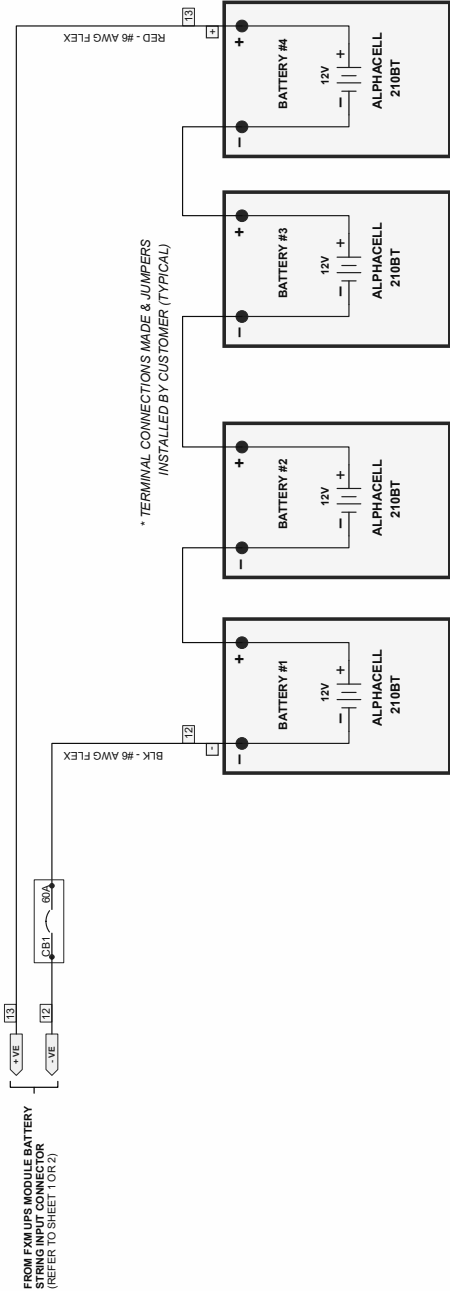 FROM FXM UPS MODULE BATTERY
STRING INPUT CONNECTOR
(REFER TO SHEET 1 OR 2)
+ VE
- VE
13
12
CB1
60A
BLK - #6 AWG FLEX
12
-
RED - #6 AWG FLEX
13
+
* TERMINAL CONNECTIONS MADE & JUMPERS
INSTALLED BY CUSTOMER (TYPICAL)
- +
BATTERY #1
12V
- +
ALPHACELL
210BT
- +
BATTERY #2
12V
- +
ALPHACELL
210BT
- +
BATTERY #3
12V
- +
ALPHACELL
210BT
- +
BATTERY #4
12V
- +
ALPHACELL
210BT